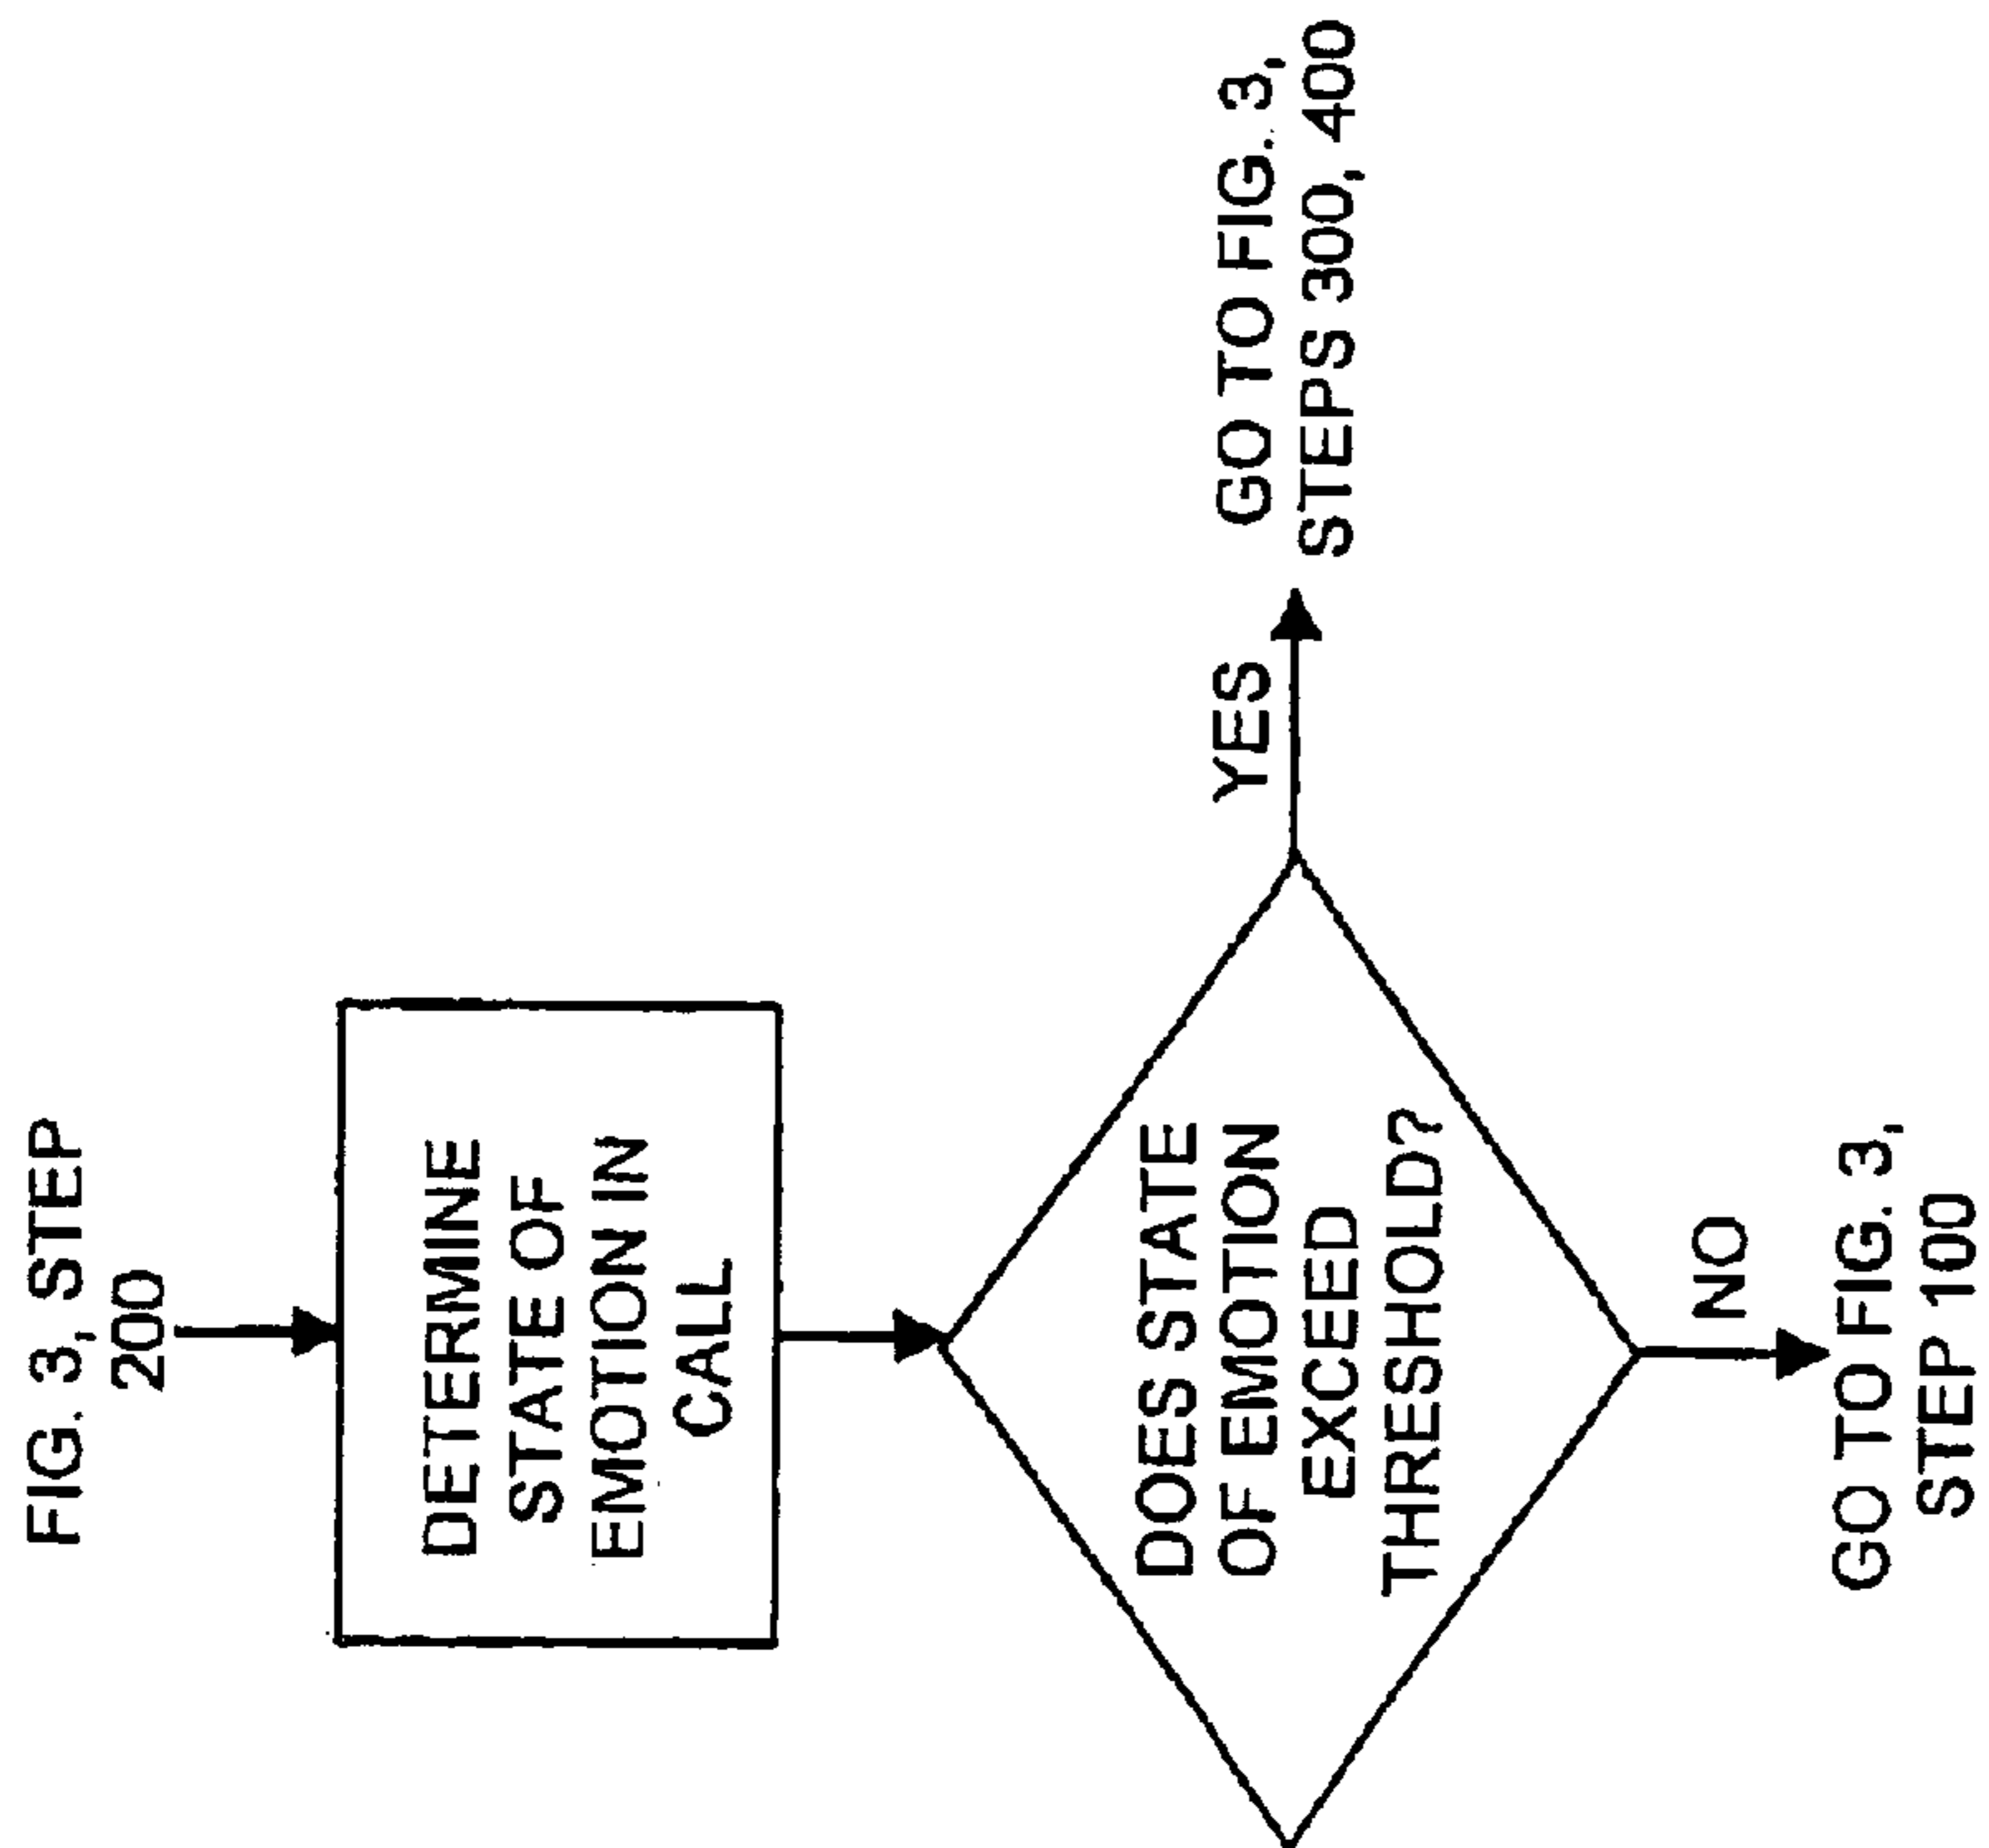 FIG. 3, STEP
200
DETERMINE
STATE OF
EMOTION IN
CALL
DOES STATE
OF EMOTION
EXCEED
THRESHOLD?
YES
GO TO FIG. 3,
STEPS 300, 400
NO
GO TO FIG. 3,
STEP 100